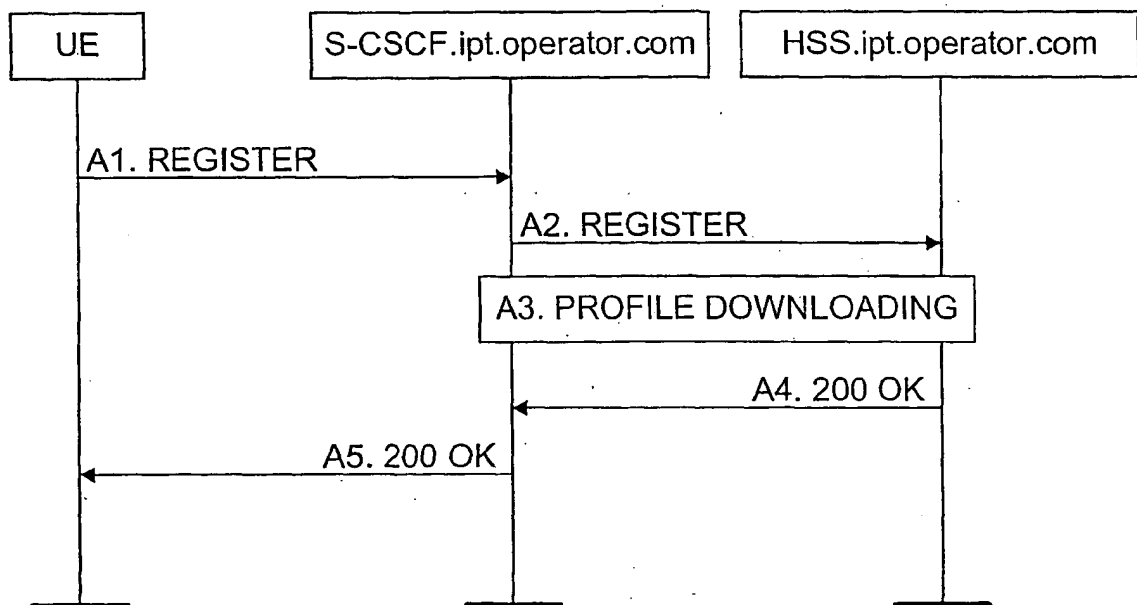 UE
S-CSCF.ipt.operator.com
HSS.ipt.operator.com
A1. REGISTER
A2. REGISTER
A3. PROFILE DOWNLOADING
A4. 200 OK
A5. 200 OK